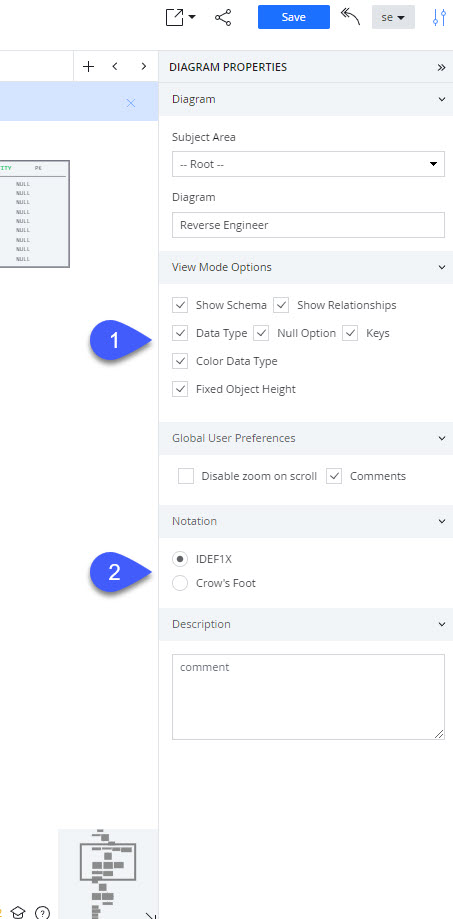 Save
se
DIAGRAM PROPERTIES
Diagram
Subject Area
-- Root --
Diagram
Reverse Engineer
View Mode Options
Show Schema Show Relationships
1
Data Type Null Option Keys
Color Data Type
Fixed Object Height
Global User Preferences
Disable zoom on scroll Comments
Notation
2
IDEF1X
Crow's Foot
Description
comment
ITY PK
NULL
NULL
NULL
NULL
NULL
NULL
NULL
NULL
NULL
?